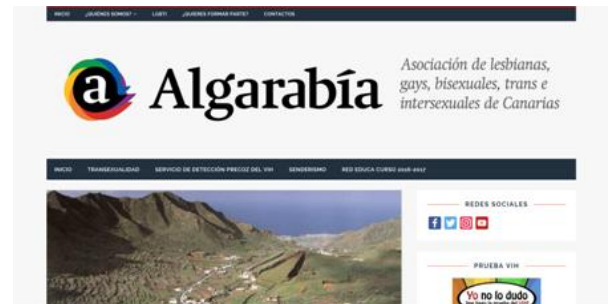 INICIO ¿QUIÉNES SOMOS? LGBTI ¿QUIERES FORMAR PARTE? CONTACTOS
a Algarabía
Asociación de lesbianas,
gays, bisexuales, trans e
intersexuales de Canarias
INICIO TRANSEXUALIDAD SERVICIO DE DETECCIÓN PRECOZ DEL VIH SENDERISMO RED EDUCA CURSO 2016-2017
REDES SOCIALES
PRUEBA VIH
Yo no lo dudo